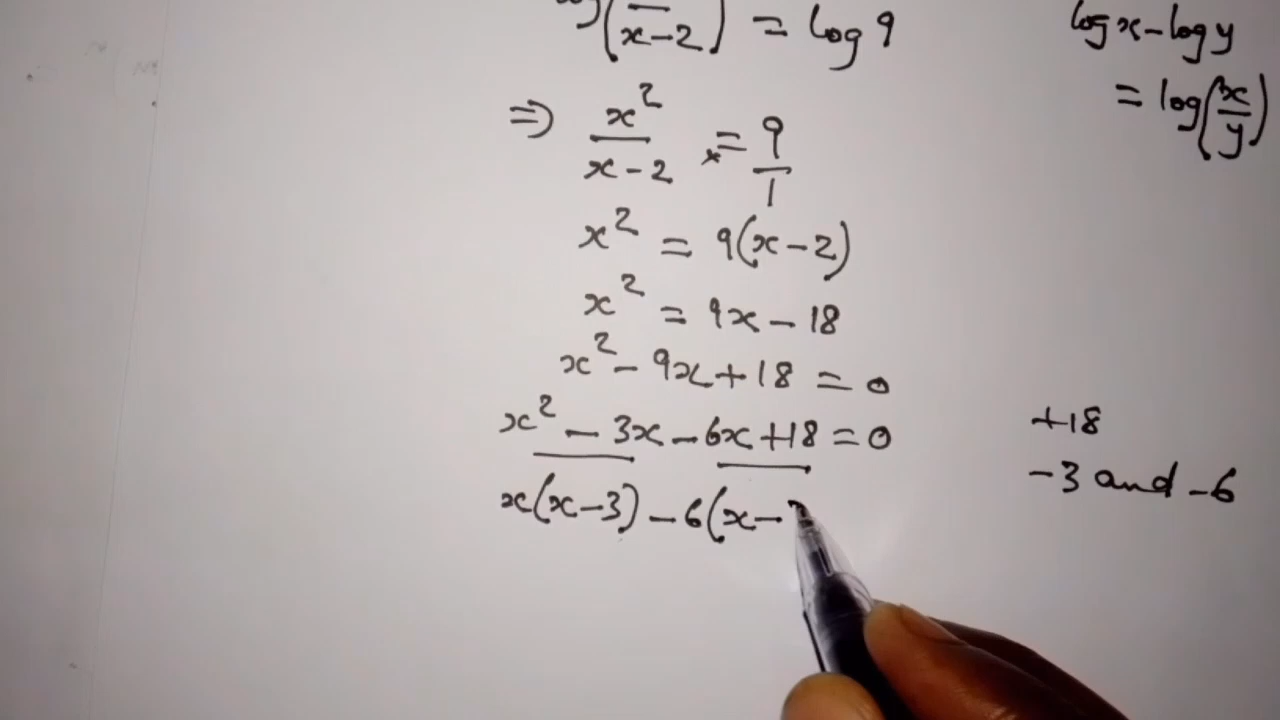 log(‾/x-2) = log 9
⇒ x²/x-2 = 9/1
x² = 9(x-2)
x² = 9x - 18
x² - 9x + 18 = 0
x² - 3x - 6x + 18 = 0
x(x-3) - 6(x-
log x - log y
= log(x/y)
+18
-3 and -6